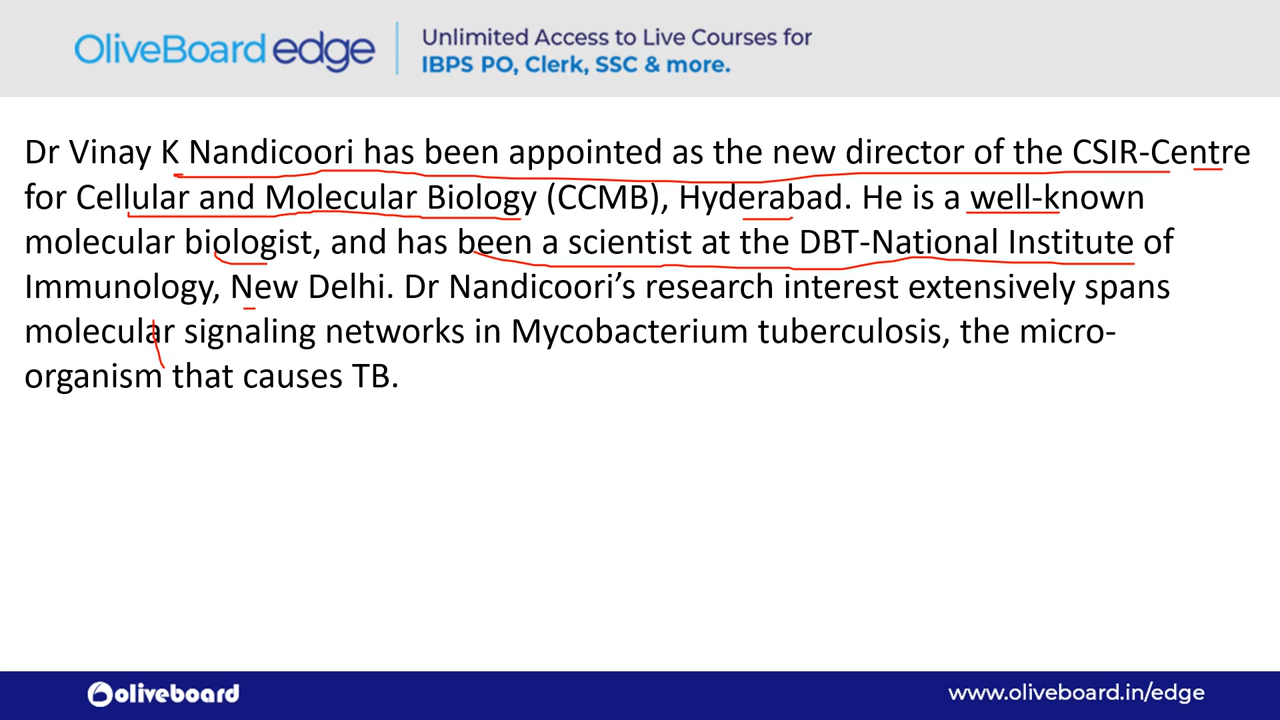 OliveBoard edge
Unlimited Access to Live Courses for
IBPS PO, Clerk, SSC & more.
Dr Vinay K Nandicoori has been appointed as the new director of the CSIR-Centre
for Cellular and Molecular Biology (CCMB), Hyderabad. He is a well-known
molecular biologist, and has been a scientist at the DBT-National Institute of
Immunology, New Delhi. Dr Nandicoori’s research interest extensively spans
molecular signaling networks in Mycobacterium tuberculosis, the micro-
organism that causes TB.
oliveboard
www.oliveboard.in/edge